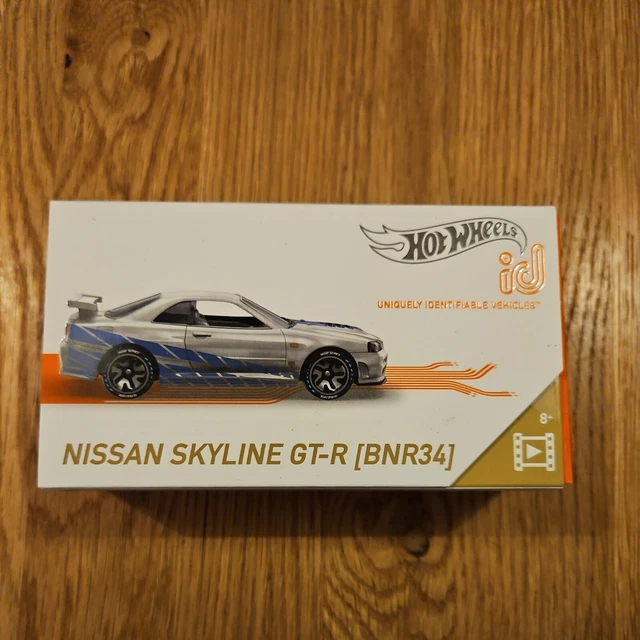 HOT WHEELS
id
UNIQUELY IDENTIFIABLE VEHICLES™
NISSAN SKYLINE GT-R [BNR34]
8+